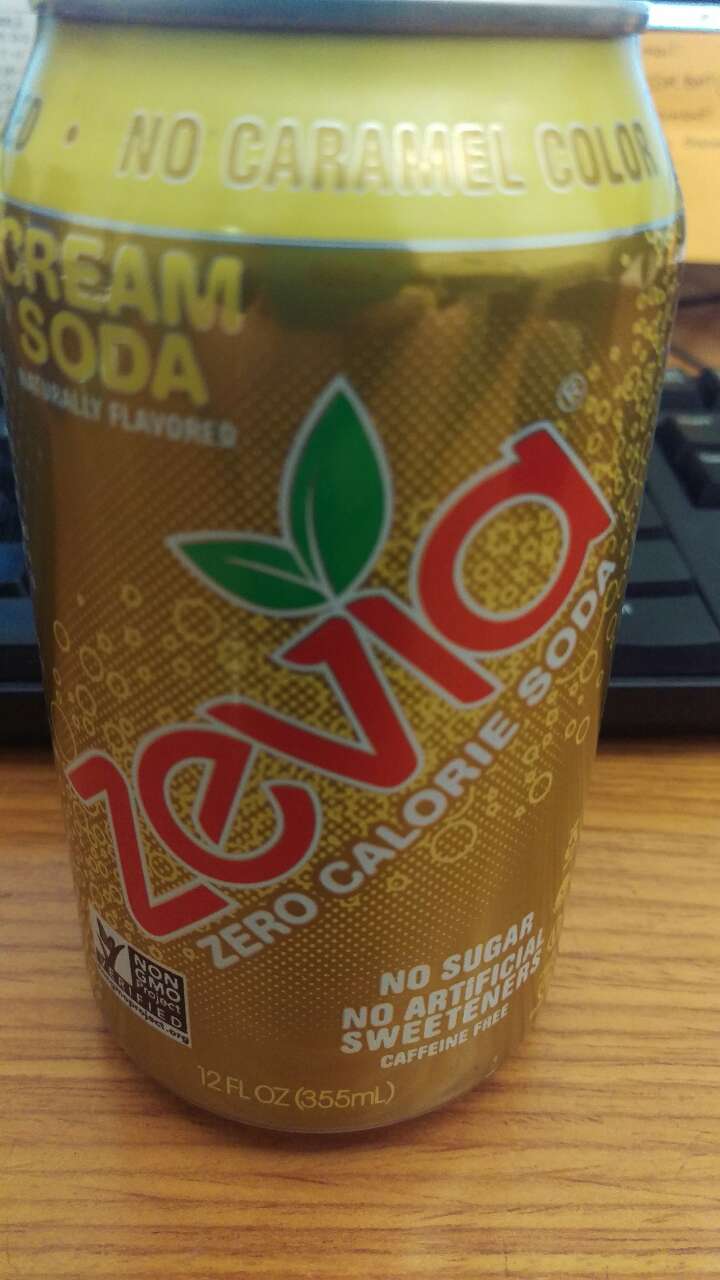 • NO CARAMEL COLOR
CREAM
SODA
NATURALLY FLAVORED
zevia®
ZERO CALORIE SODA
NON
GMO
Project
VERIFIED
NO SUGAR
NO ARTIFICIAL
SWEETENERS
CAFFEINE FREE
12 FL OZ (355mL)